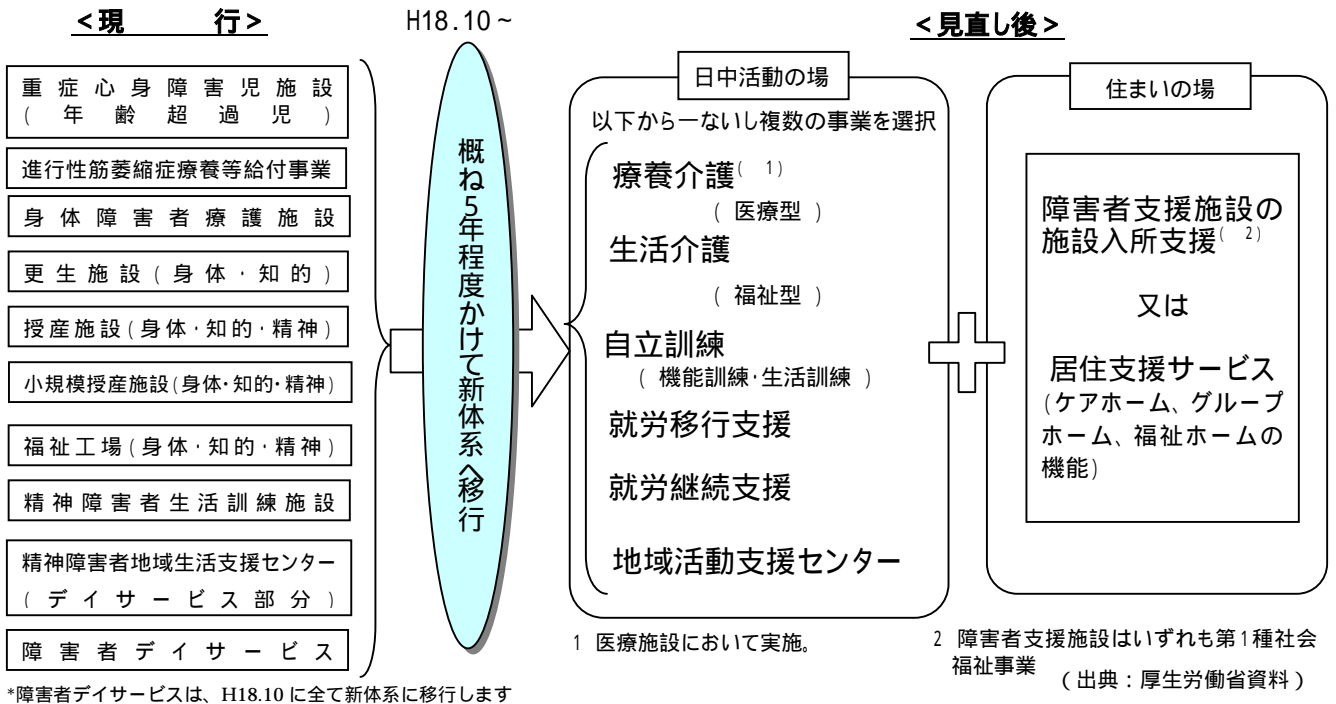 <現　　行>
H18.10～
<見直し後>
重症心身障害児施設
(年齢超過児)
進行性筋萎縮症療養等給付事業
身体障害者療護施設
更生施設(身体・知的)
授産施設(身体・知的・精神)
小規模授産施設(身体・知的・精神)
福祉工場(身体・知的・精神)
精神障害者生活訓練施設
精神障害者地域生活支援センター
(デイサービス部分)
障害者デイサービス
*障害者デイサービスは、H18.10 に全て新体系に移行します
概ね5年程度かけて新体系へ移行
日中活動の場
以下から一ないし複数の事業を選択
療養介護( 1)
(医療型)
生活介護
(福祉型)
自立訓練
(機能訓練・生活訓練)
就労移行支援
就労継続支援
地域活動支援センター
1 医療施設において実施。
住まいの場
障害者支援施設の
施設入所支援( 2)
又は
居住支援サービス
(ケアホーム、グループ
ホーム、福祉ホームの
機能)
2 障害者支援施設はいずれも第1種社会
福祉事業
(出典：厚生労働省資料)